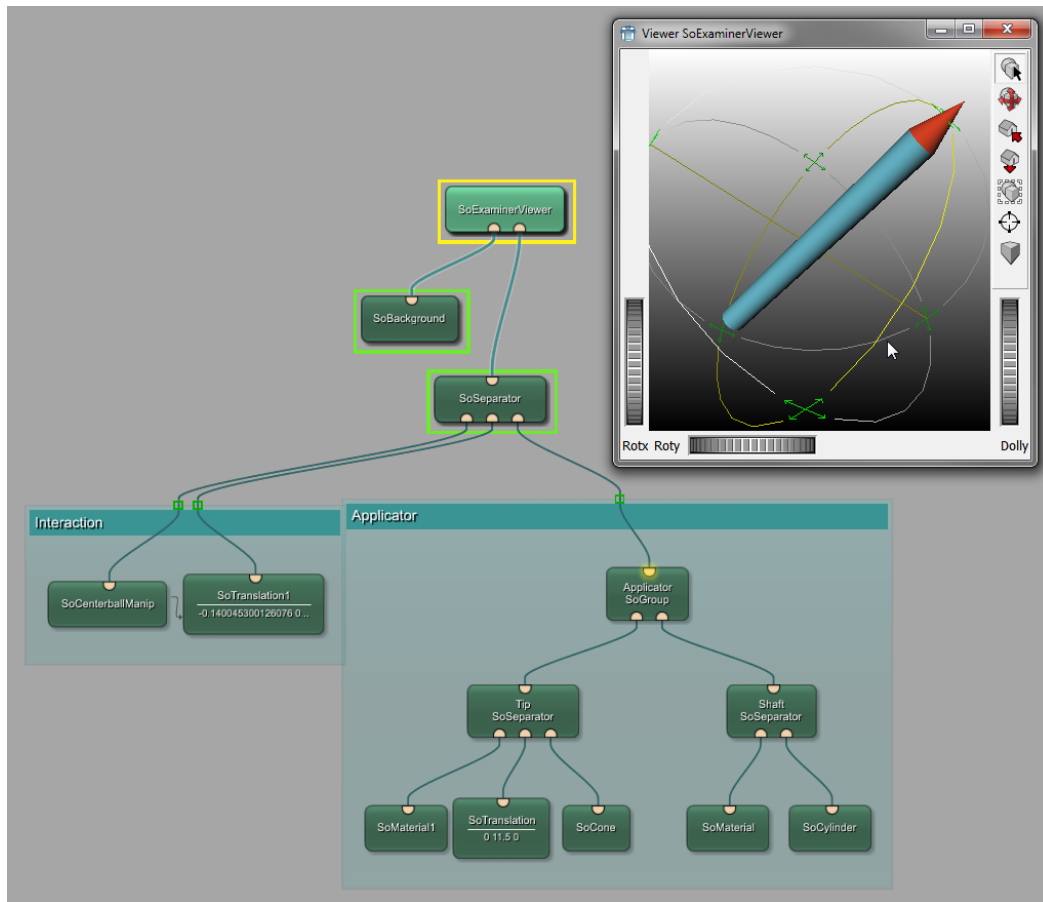 Viewer SoExaminerViewer
Rotx Roty
Dolly
SoExaminerViewer
SoBackground
SoSeparator
Interaction
SoCenterballManip
SoTranslation1
-0.140045300126076 0...
Applicator
Applicator
SoGroup
Tip
SoSeparator
Shaft
SoSeparator
SoMaterial1
SoTranslation
0 11.5 0
SoCone
SoMaterial
SoCylinder